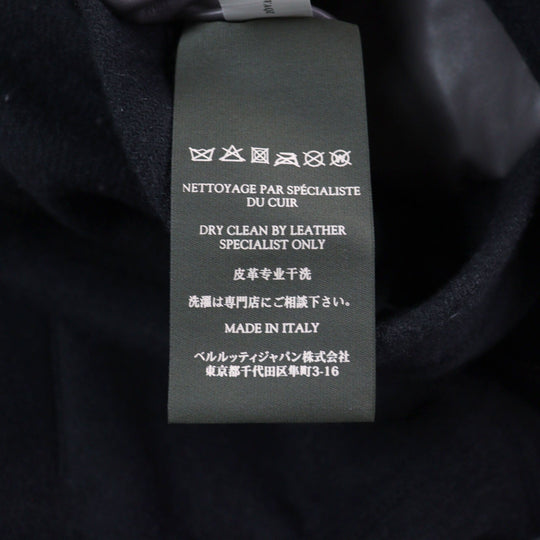 NETTOYAGE PAR SPÉCIALISTE
DU CUIR
DRY CLEAN BY LEATHER
SPECIALIST ONLY
皮革专业干洗
洗濯は専門店にご相談下さい。
MADE IN ITALY
ベルルッティジャパン株式会社
東京都千代田区隼町3-16